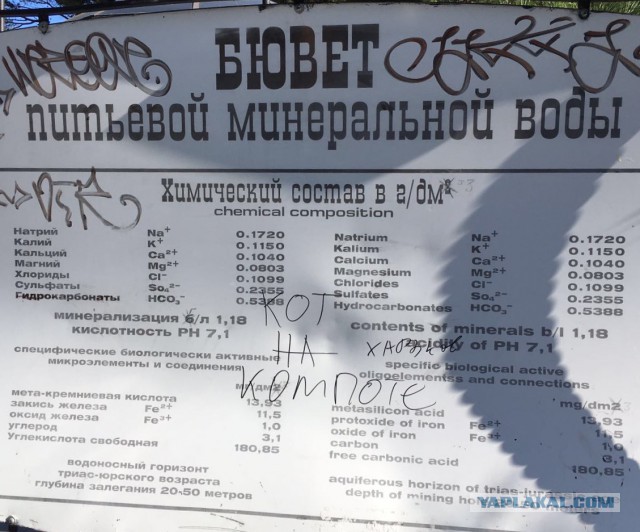 БЮВЕТ
питьевой минеральной воды
Химический состав в г/дм³
chemical composition
Натрий Na⁺ 0.1720
Калий K⁺ 0.1150
Кальций Ca²⁺ 0.1040
Магний Mg²⁺ 0.0803
Хлориды Cl⁻ 0.1099
Сульфаты So₄²⁻ 0.2355
Гидрокарбонаты HCO₃⁻ 0.5388
минерализация б/л 1,18
кислотность PH 7,1
специфические биологически активные
микроэлементы и соединения
мг/дм2
мета-кремниевая кислота 13,93
закись железа Fe²⁺ 11,5
оксид железа Fe³⁺ 1,0
углерод 3,1
Углекислота свободная 180,85
водоносный горизонт
триас-юрского возраста
глубина залегания 20-50 метров
Natrium Na⁺ 0.1720
Kalium K⁺ 0.1150
Calcium Ca²⁺ 0.1040
Magnesium Mg²⁺ 0.0803
Chlorides Cl⁻ 0.1099
Sulfates So₄²⁻ 0.2355
Hydrocarbonates HCO₃⁻ 0.5388
contents of minerals b/l 1,18
acidicity of PH 7,1
specific biological active
oligoelementss and connections
mg/dm2
metasilicon acid 13,93
protoxide of iron Fe²⁺ 11,5
oxide of iron Fe³⁺ 1,0
carbon 3,1
free carbonic acid 180,85
aquiferous horizon of trias-jurassic
depth of mining
КОТ
НА
КОМПОТЕ
YAPLAKAL.COM